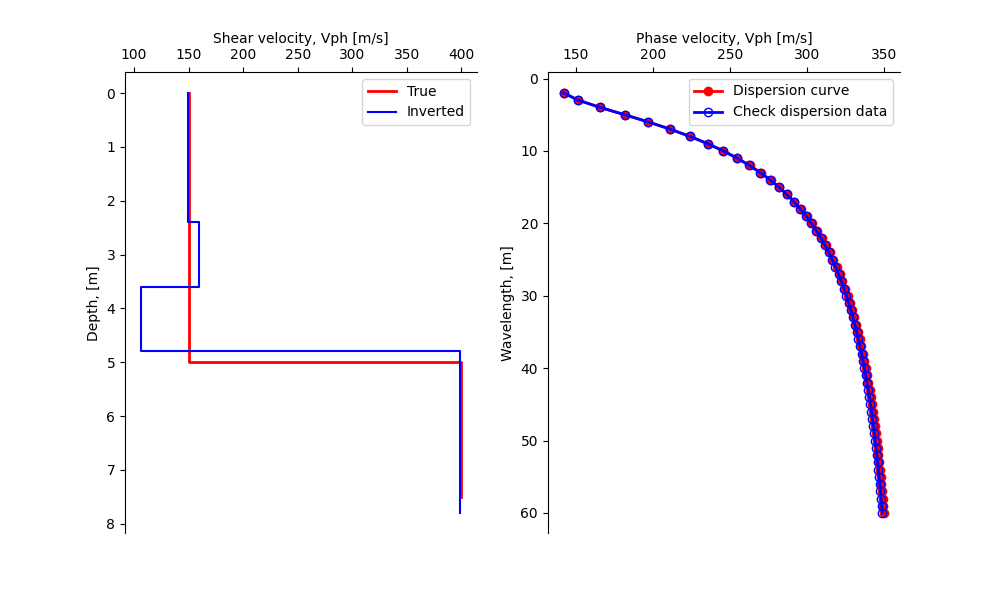 Shear velocity, Vph [m/s]
100 150 200 250 300 350 400
True
Inverted
Depth, [m]
0
1
2
3
4
5
6
7
8
Phase velocity, Vph [m/s]
150 200 250 300 350
Dispersion curve
Check dispersion data
Wavelength, [m]
0
10
20
30
40
50
60